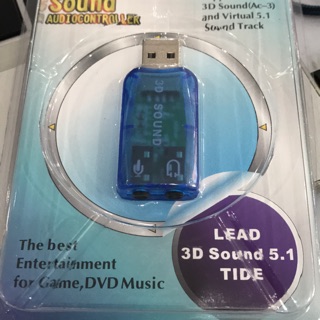 Sound
AUDIOCONTROLLER
3D Sound(Ac-3)
and Virtual 5.1
Sound Track
3D SOUND
The best
Entertainment
for Game,DVD Music
LEAD
3D Sound 5.1
TIDE